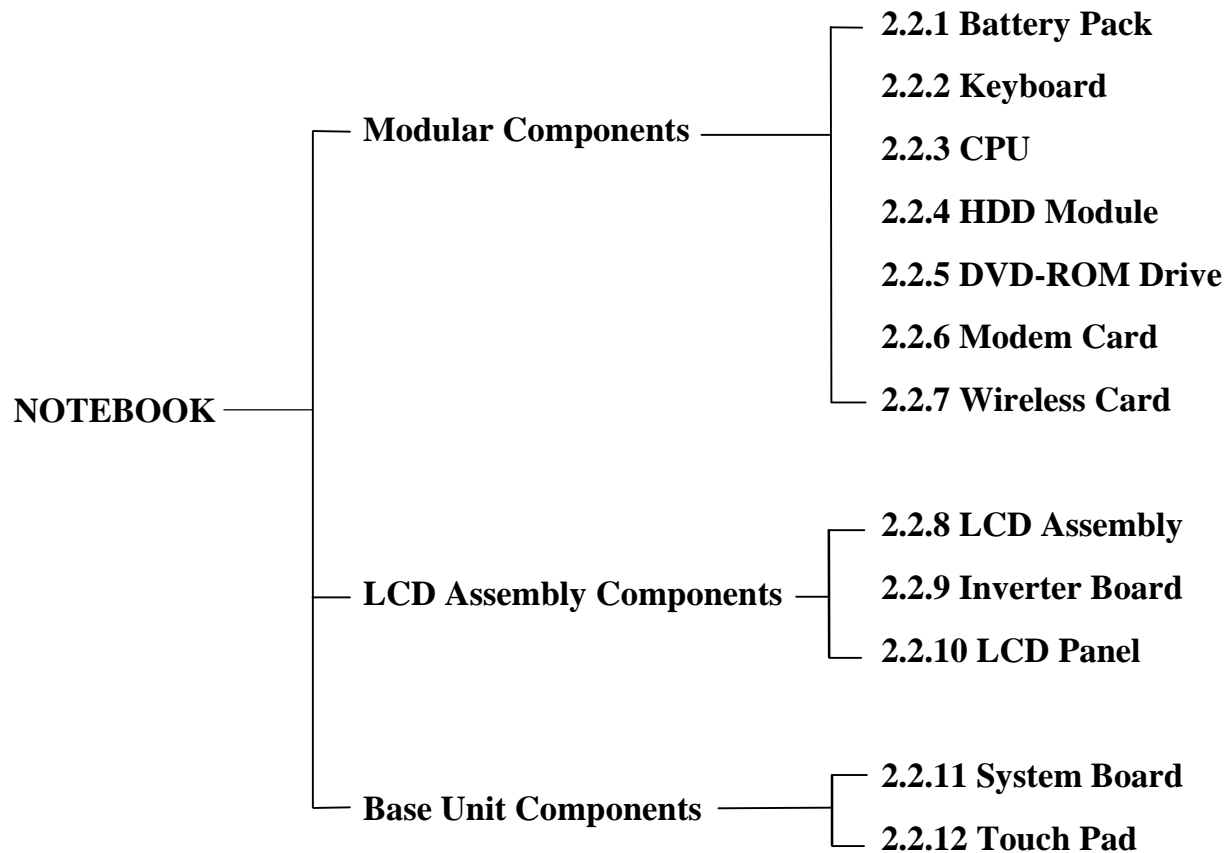 NOTEBOOK
Modular Components
2.2.1 Battery Pack
2.2.2 Keyboard
2.2.3 CPU
2.2.4 HDD Module
2.2.5 DVD-ROM Drive
2.2.6 Modem Card
2.2.7 Wireless Card
LCD Assembly Components
2.2.8 LCD Assembly
2.2.9 Inverter Board
2.2.10 LCD Panel
Base Unit Components
2.2.11 System Board
2.2.12 Touch Pad